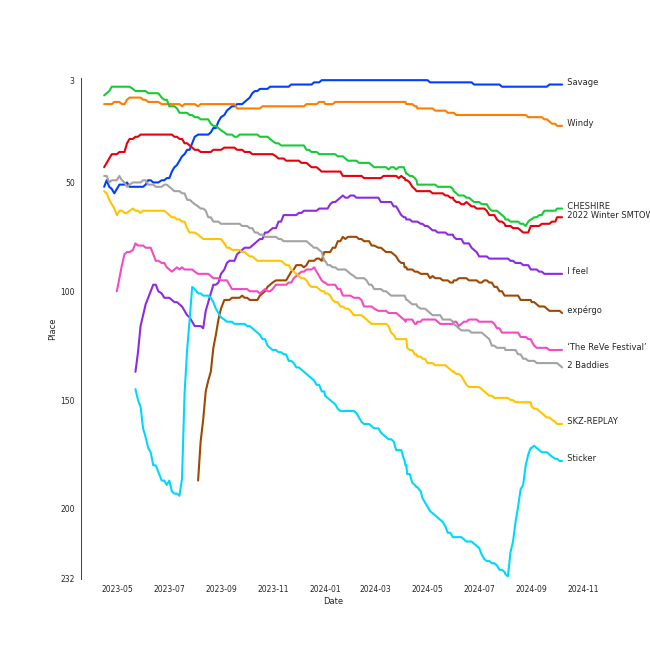 3
50
100
150
200
232
Place
2023-05
2023-07
2023-09
2023-11
2024-01
2024-03
2024-05
2024-07
2024-09
2024-11
Date
Savage
Windy
CHESHIRE
2022 Winter SMTOW
I feel
expérgo
'The ReVe Festival'
2 Baddies
SKZ-REPLAY
Sticker